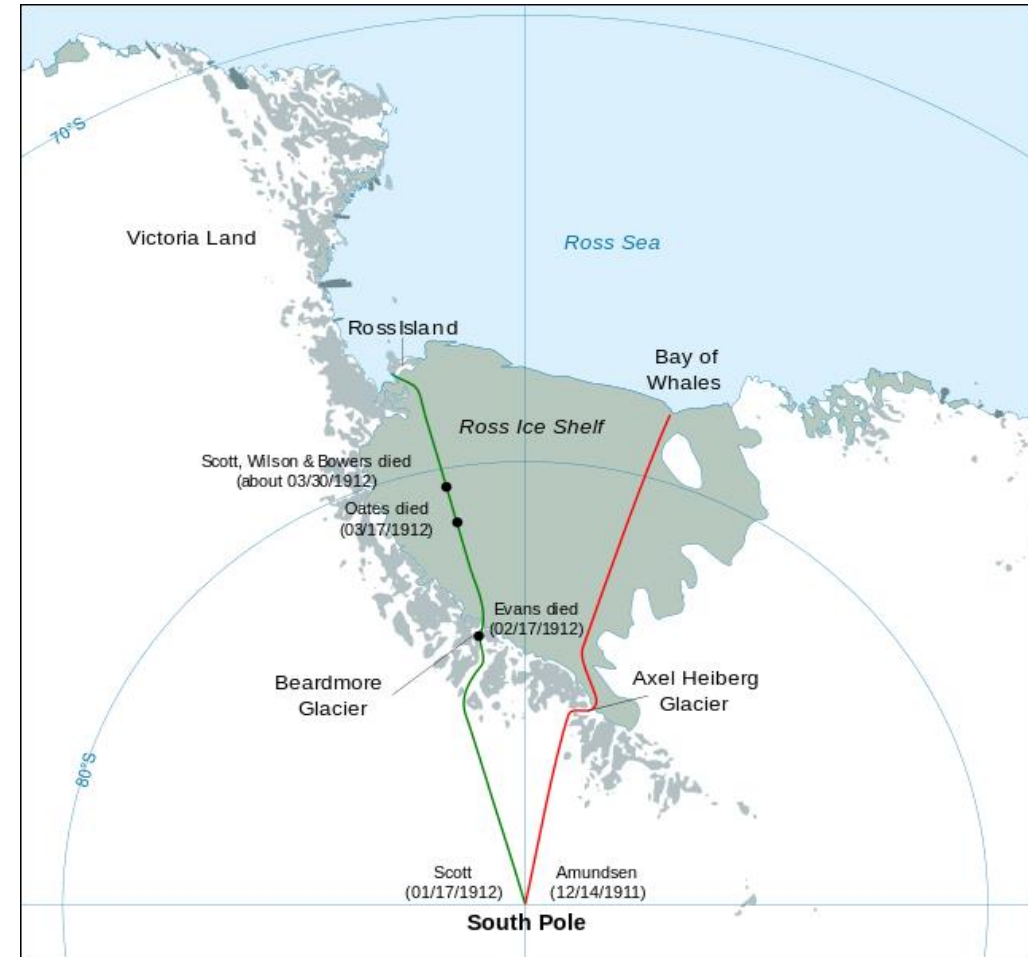 70°S
Victoria Land
Ross Sea
RossIsland
Bay of
Whales
Ross Ice Shelf
Scott, Wilson & Bowers died
(about 03/30/1912)
Oates died
(03/17/1912)
Evans died
(02/17/1912)
Beardmore
Glacier
Axel Heiberg
Glacier
80°S
Scott
(01/17/1912)
Amundsen
(12/14/1911)
South Pole